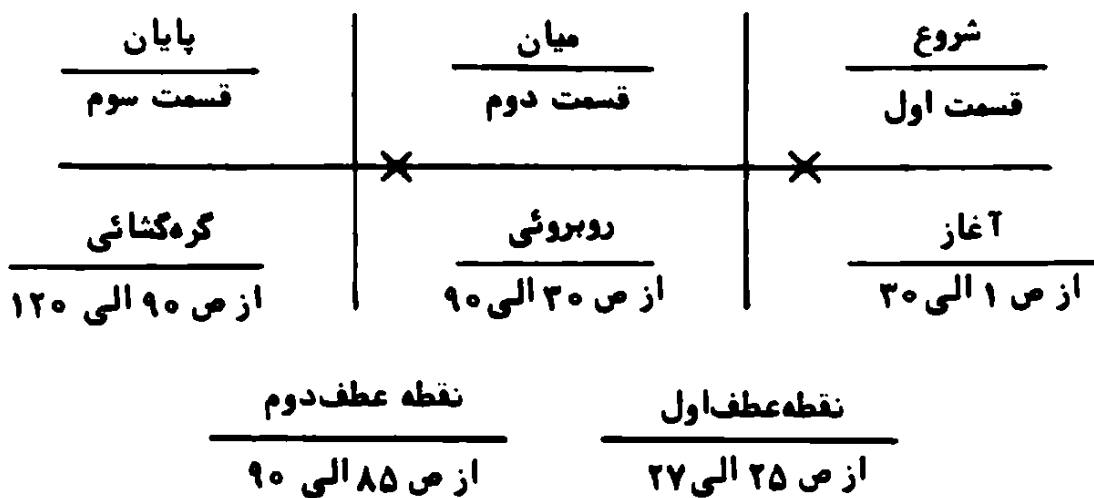 شروع
قسمت اول
میان
قسمت دوم
پایان
قسمت سوم
آغاز
از ص ۱ الی ۳۰
روبروئی
از ص ۳۰ الی ۹۰
گره‌گشائی
از ص ۹۰ الی ۱۲۰
نقطه عطف اول
از ص ۲۵ الی ۲۷
نقطه عطف دوم
از ص ۸۵ الی ۹۰